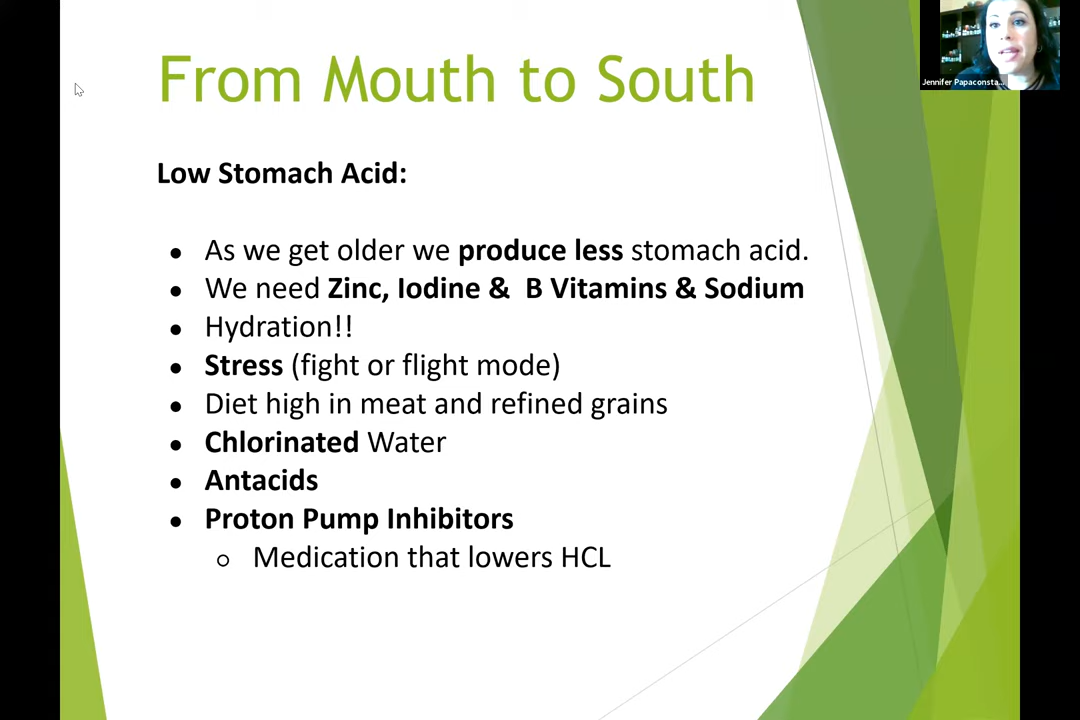 From Mouth to South
Jennifer Papaconsta...
Low Stomach Acid:
● As we get older we produce less stomach acid.
● We need Zinc, Iodine & B Vitamins & Sodium
● Hydration!!
● Stress (fight or flight mode)
● Diet high in meat and refined grains
● Chlorinated Water
● Antacids
● Proton Pump Inhibitors
○ Medication that lowers HCL